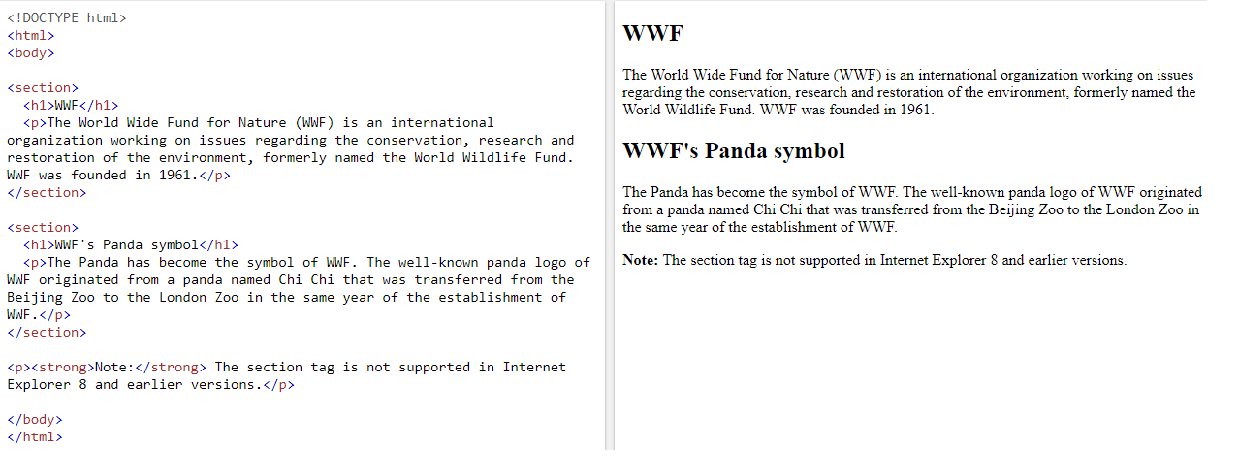 <!DOCTYPE html>
<html>
<body>
<section>
<h1>WWF</h1>
<p>The World Wide Fund for Nature (WWF) is an international
organization working on issues regarding the conservation, research and
restoration of the environment, formerly named the World Wildlife Fund.
WWF was founded in 1961.</p>
</section>
<section>
<h1>WWF's Panda symbol</h1>
<p>The Panda has become the symbol of WWF. The well-known panda logo of
WWF originated from a panda named Chi Chi that was transferred from the
Beijing Zoo to the London Zoo in the same year of the establishment of
WWF.</p>
</section>
<p><strong>Note:</strong> The section tag is not supported in Internet
Explorer 8 and earlier versions.</p>
</body>
</html>
WWF
The World Wide Fund for Nature (WWF) is an international organization working on issues
regarding the conservation, research and restoration of the environment, formerly named the
World Wildlife Fund. WWF was founded in 1961.
WWF's Panda symbol
The Panda has become the symbol of WWF. The well-known panda logo of WWF originated
from a panda named Chi Chi that was transferred from the Beijing Zoo to the London Zoo in
the same year of the establishment of WWF.
Note: The section tag is not supported in Internet Explorer 8 and earlier versions.